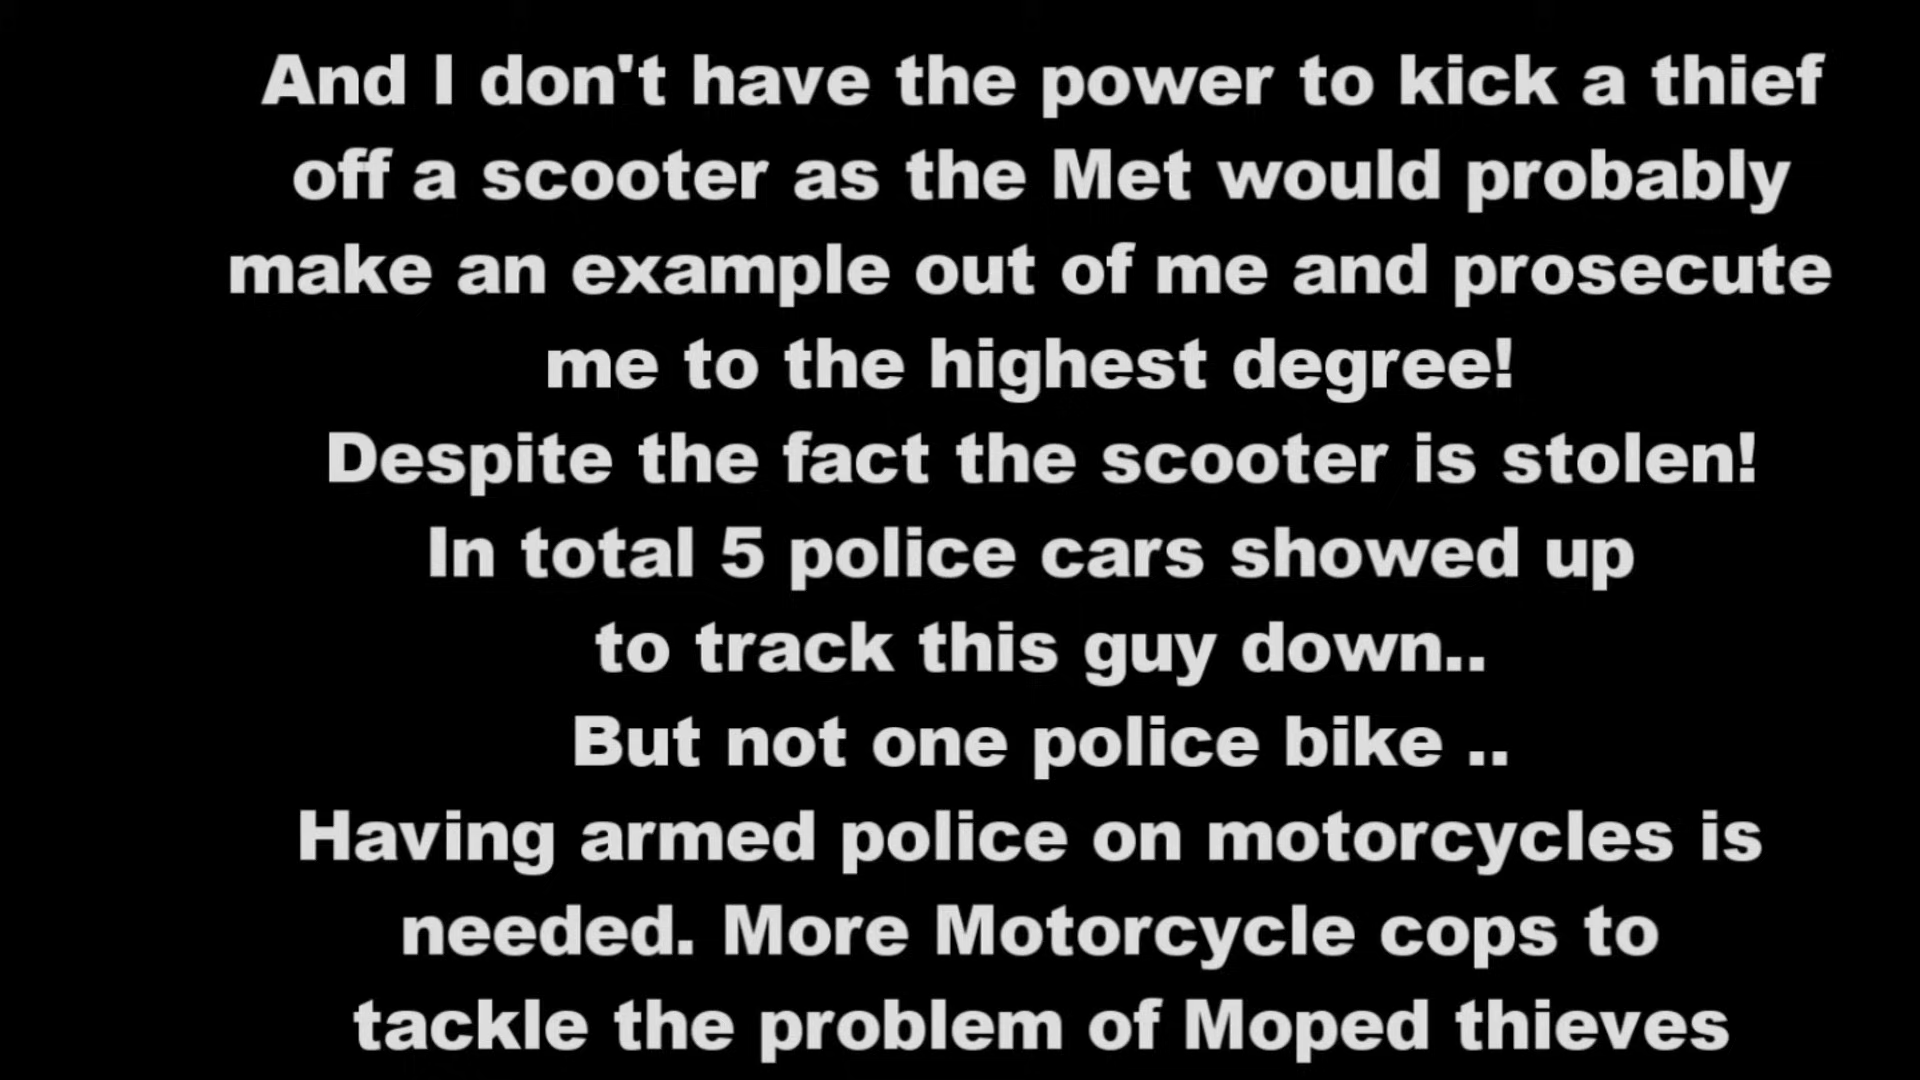 And I don't have the power to kick a thief
off a scooter as the Met would probably
make an example out of me and prosecute
me to the highest degree!
Despite the fact the scooter is stolen!
In total 5 police cars showed up
to track this guy down..
But not one police bike ..
Having armed police on motorcycles is
needed. More Motorcycle cops to
tackle the problem of Moped thieves